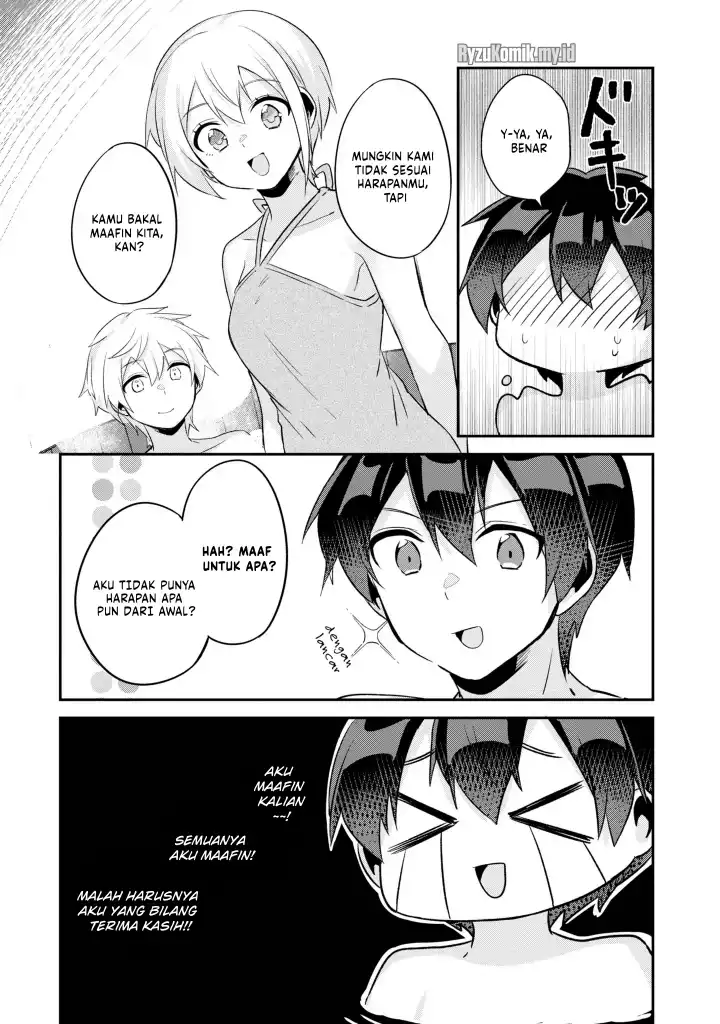 RyzuKomik.my.id
Y-YA, YA,
BENAR
ドキッ
MUNGKIN KAMI
TIDAK SESUAI
HARAPANMU,
TAPI
KAMU BAKAL
MAAFIN KITA,
KAN?
HAH? MAAF
UNTUK APA?
AKU TIDAK PUNYA
HARAPAN APA
PUN DARI AWAL?
dengan
lancar
AKU
MAAFIN
KALIAN
~~!
SEMUANYA
AKU MAAFIN!
MALAH HARUSNYA
AKU YANG BILANG
TERIMA KASIH!!